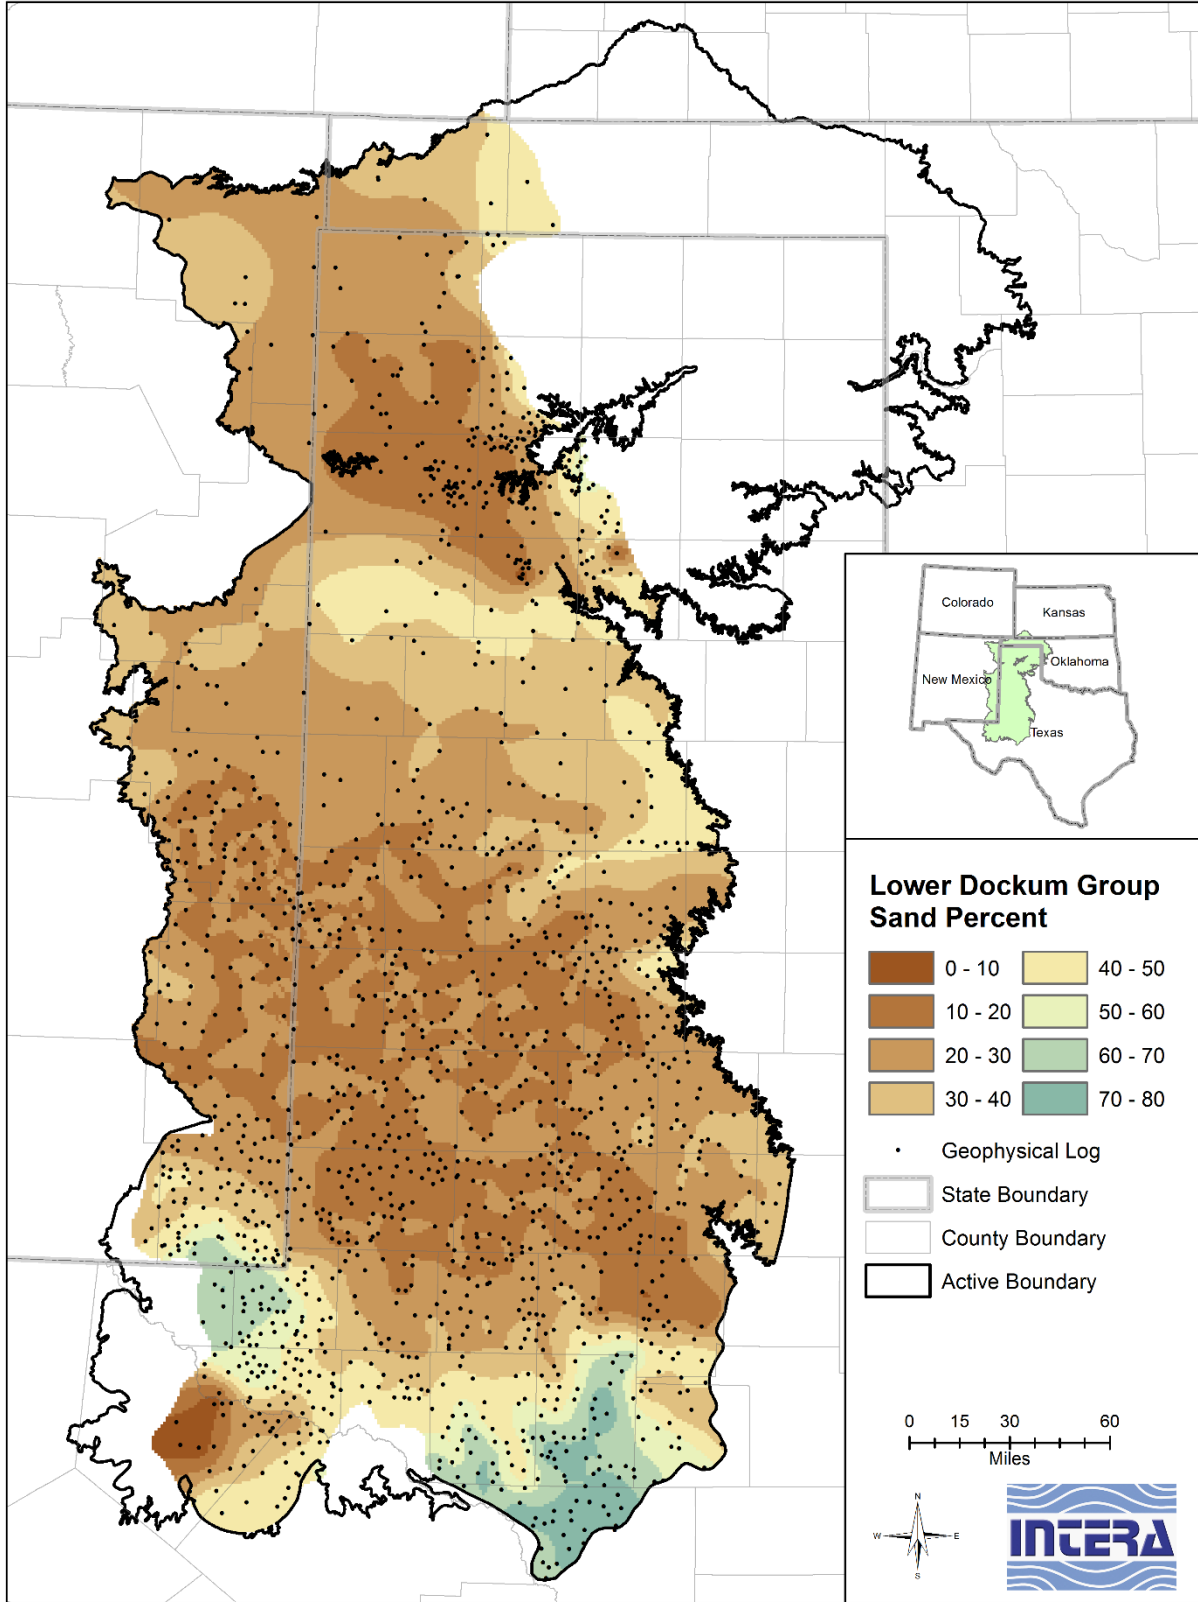 Colorado
Kansas
New Mexico
Oklahoma
Texas
Lower Dockum Group
Sand Percent
0 - 10
40 - 50
10 - 20
50 - 60
20 - 30
60 - 70
30 - 40
70 - 80
Geophysical Log
State Boundary
County Boundary
Active Boundary
0 15 30 60
Miles
N
W E
S
INTERA